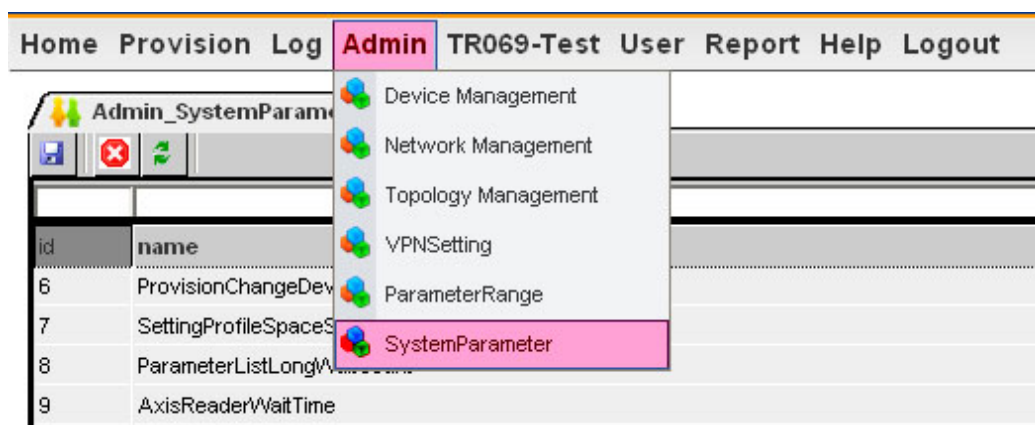 Home Provision Log Admin TR069-Test User Report Help Logout
Admin_SystemParame
Device Management
Network Management
Topology Management
VPNSetting
ParameterRange
SystemParameter
id name
6 ProvisionChangeDev
7 SettingProfileSpaceS
8
9 AxisReaderWaitTime